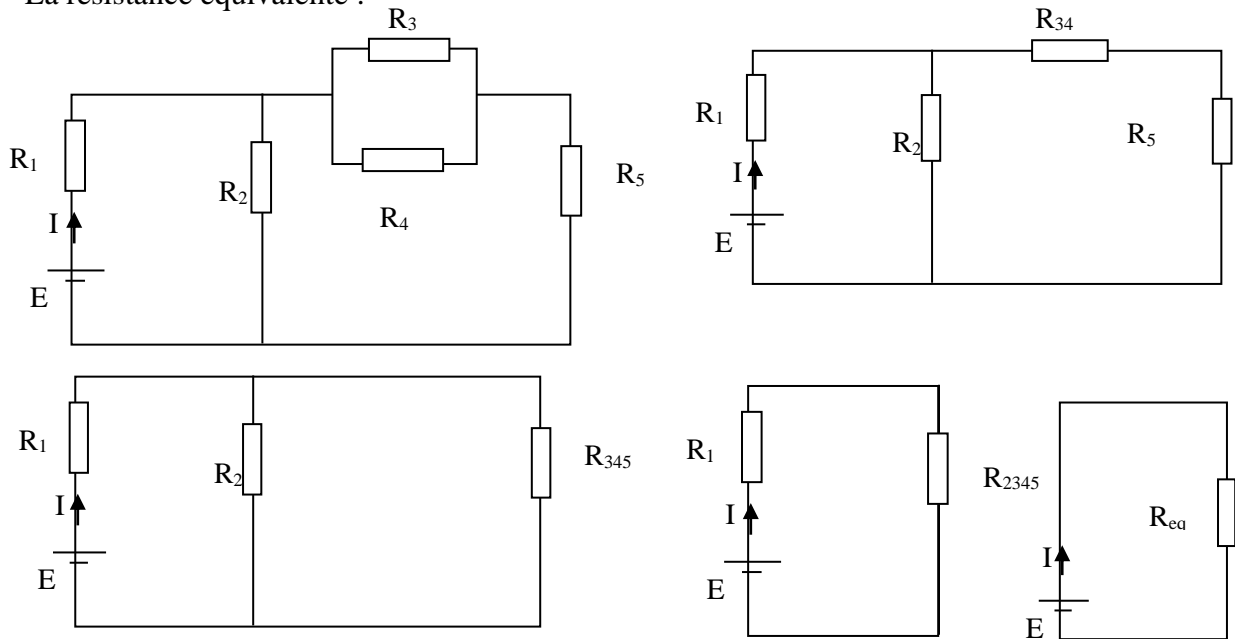 La résistance équivalente :
R3
R1
R2
R4
R5
I
E
R34
R1
R2
R5
I
E
R1
R2
R345
I
E
R1
R2345
I
E
Req
I
E